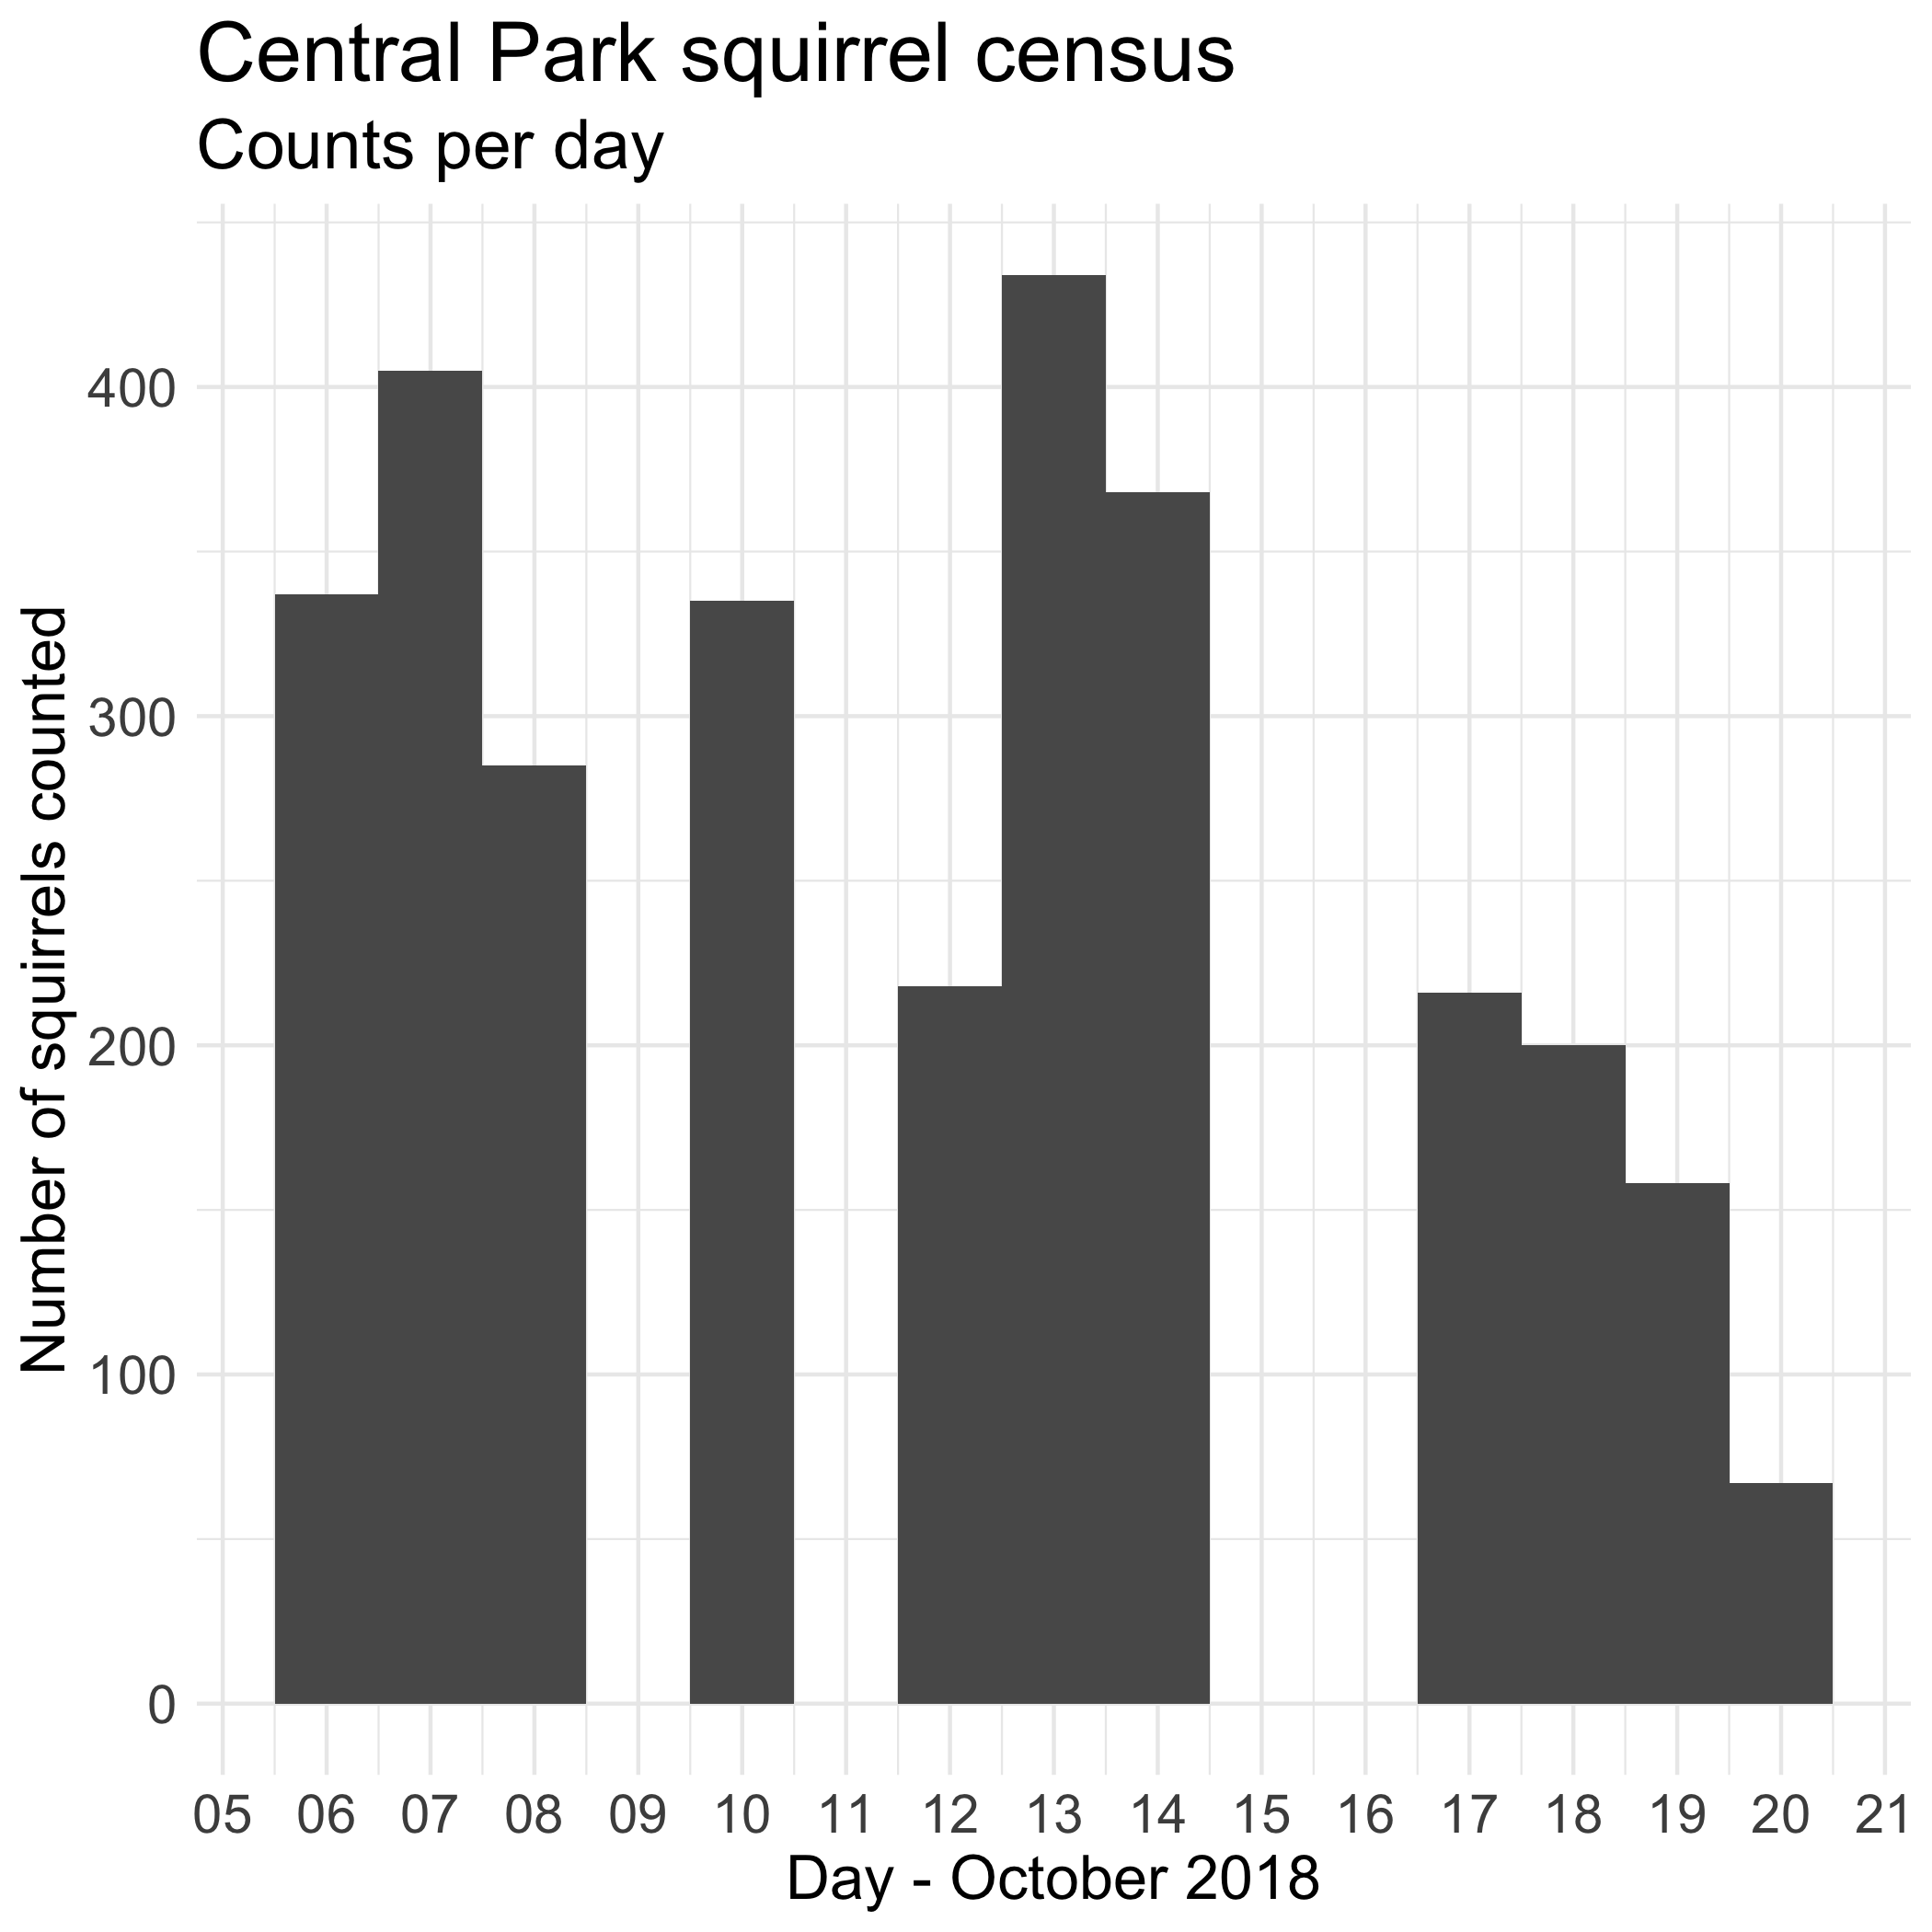 Central Park squirrel census
Counts per day
Number of squirrels counted
400
300
200
100
0
05 06 07 08 09 10 11 12 13 14 15 16 17 18 19 20 21
Day - October 2018